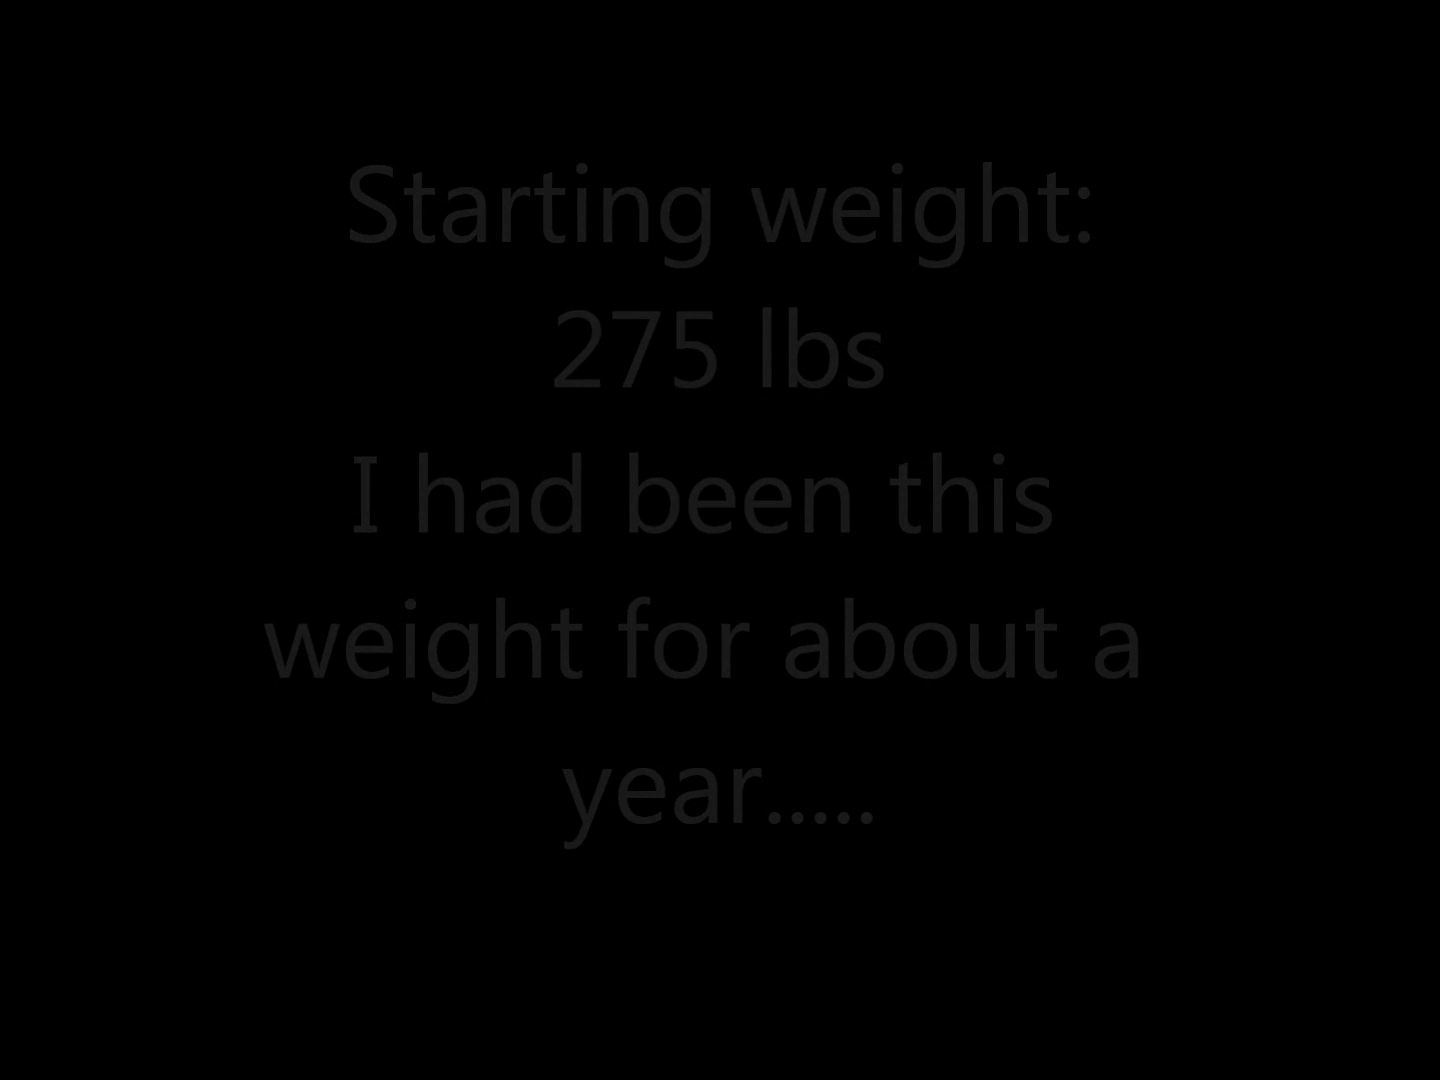 Starting weight:
275 lbs
I had been this
weight for about a
year.....